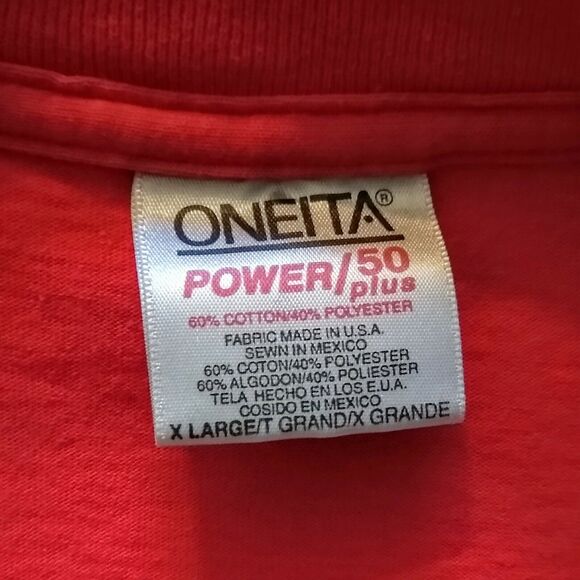 ONEITA®
POWER/50 plus
60% COTTON/40% POLYESTER
FABRIC MADE IN U.S.A.
SEWN IN MEXICO
60% COTON/40% POLYESTER
60% ALGODON/40% POLIESTER
TELA HECHO EN LOS E.U.A.
COSIDO EN MEXICO
X LARGE/T GRAND/X GRANDE